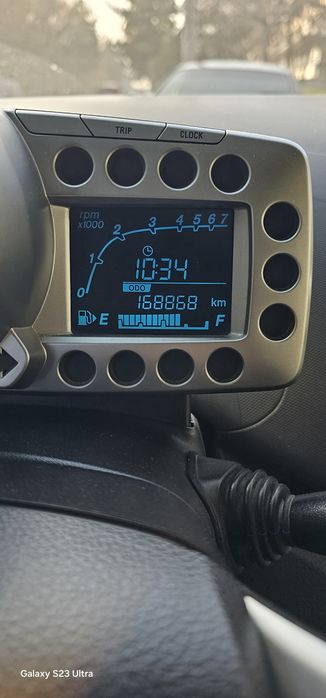 TRIP CLOCK
rpm
x1000
0 1 2 3 4 5 6 7
10:34
ODO
168868 km
E F
Galaxy S23 Ultra